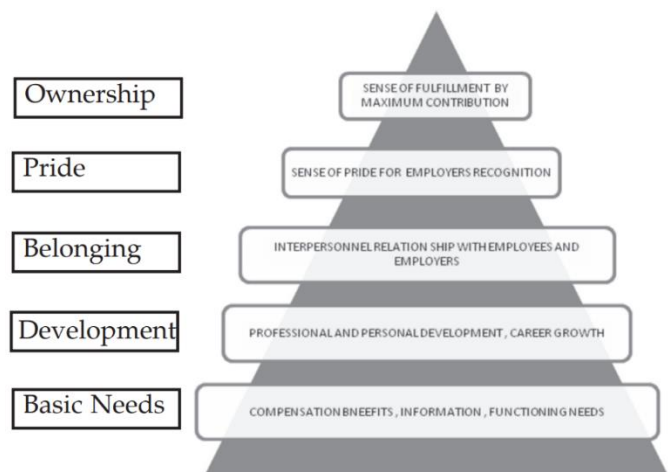 Ownership
SENSE OF FULFILLMENT BY
MAXIMUM CONTRIBUTION
Pride
SENSE OF PRIDE FOR EMPLOYERS RECOGNITION
Belonging
INTERPERSONNEL RELATION SHIP WITH EMPLOYEES AND
EMPLOYERS
Development
PROFESSIONAL AND PERSONAL DEVELOPMENT , CAREER GROWTH
Basic Needs
COMPENSATION BNEEFITS , INFORMATION , FUNCTIONING NEEDS